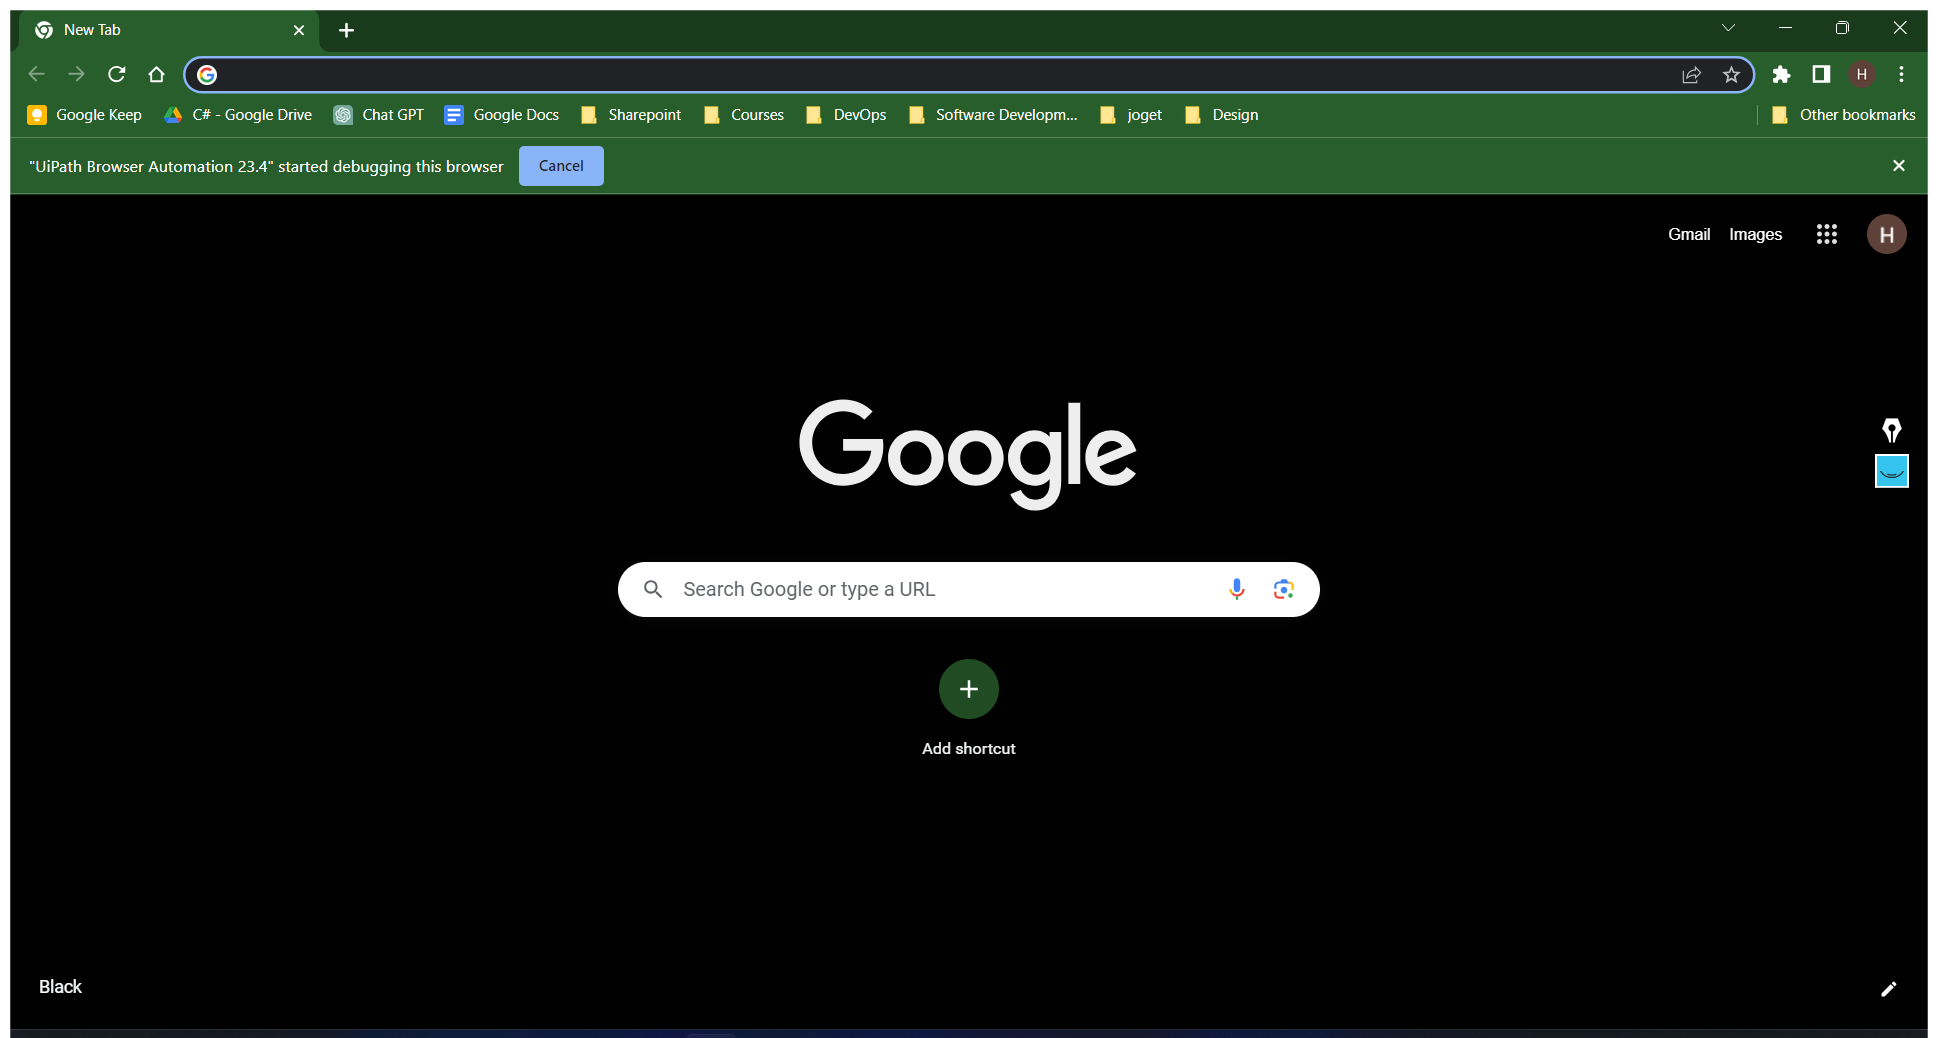 New Tab
Google Keep C# - Google Drive Chat GPT Google Docs Sharepoint Courses DevOps Software Developm... joget Design Other bookmarks
"UiPath Browser Automation 23.4" started debugging this browser Cancel
Gmail Images H
Google
Search Google or type a URL
Add shortcut
Black